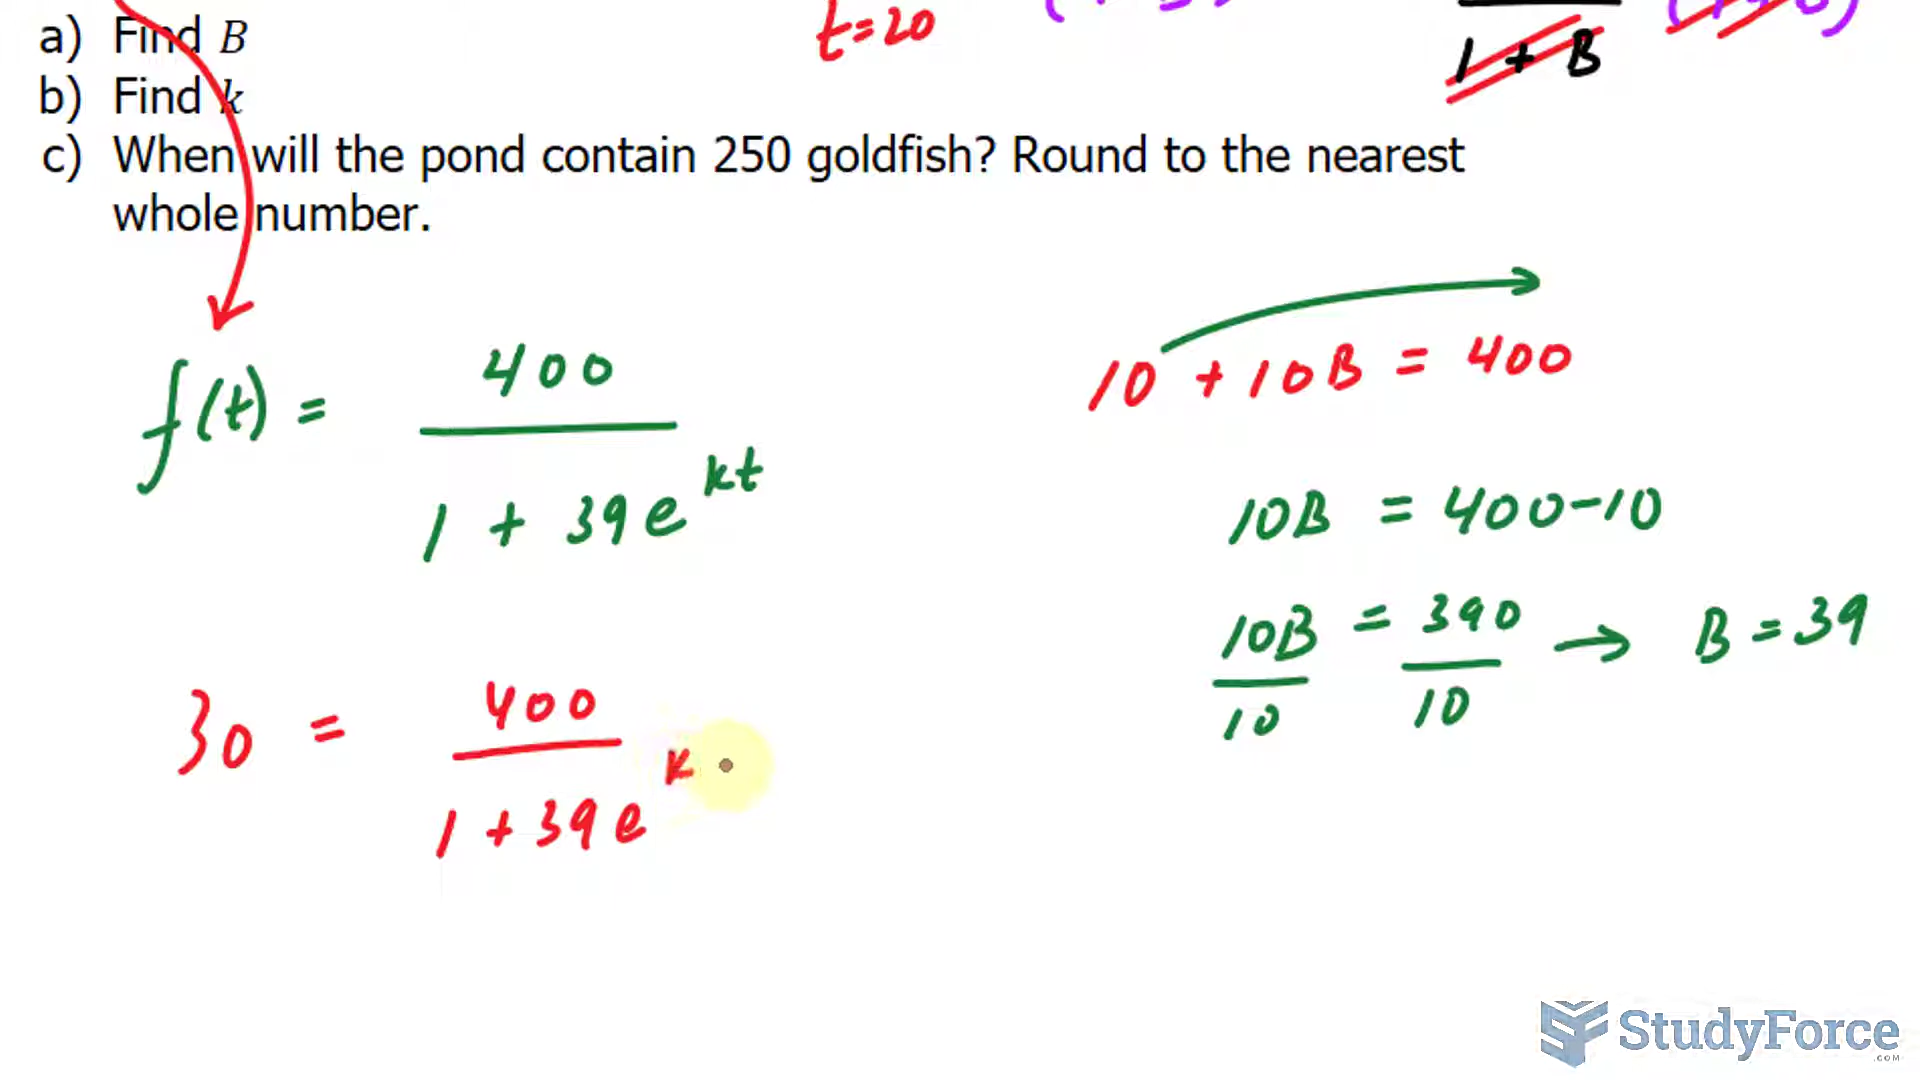 a) Find B
t=20
1 + B
b) Find k
c) When will the pond contain 250 goldfish? Round to the nearest
whole number.
f(t) = 400
1 + 39e^kt
10 + 10B = 400
10B = 400-10
10B = 390 → B = 39
10 10
30 = 400
1 + 39e^k
StudyForce
.COM